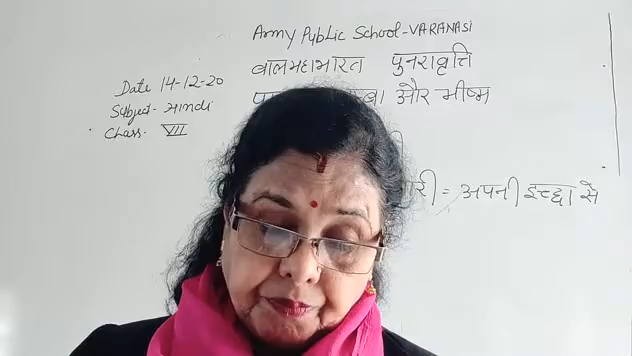 Army Public School-VARANASI
बालमहाभारत पुनरावृत्ति
Date 14-12-20
Subject- Hindi
Class- VII
और भीष्म
री = अपनी इच्छा से